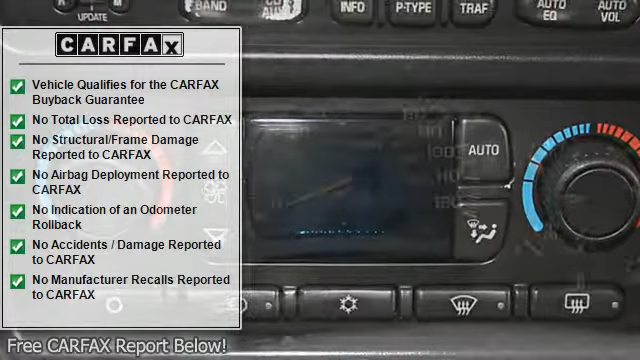 UPDATE
BAND
INFO
P-TYPE
TRAF
AUTO
EQ
AUTO
VOL
CARFAX
Vehicle Qualifies for the CARFAX
Buyback Guarantee
No Total Loss Reported to CARFAX
No Structural/Frame Damage
Reported to CARFAX
No Airbag Deployment Reported to
CARFAX
No Indication of an Odometer
Rollback
No Accidents / Damage Reported
to CARFAX
No Manufacturer Recalls Reported
to CARFAX
AUTO
Free CARFAX Report Below!